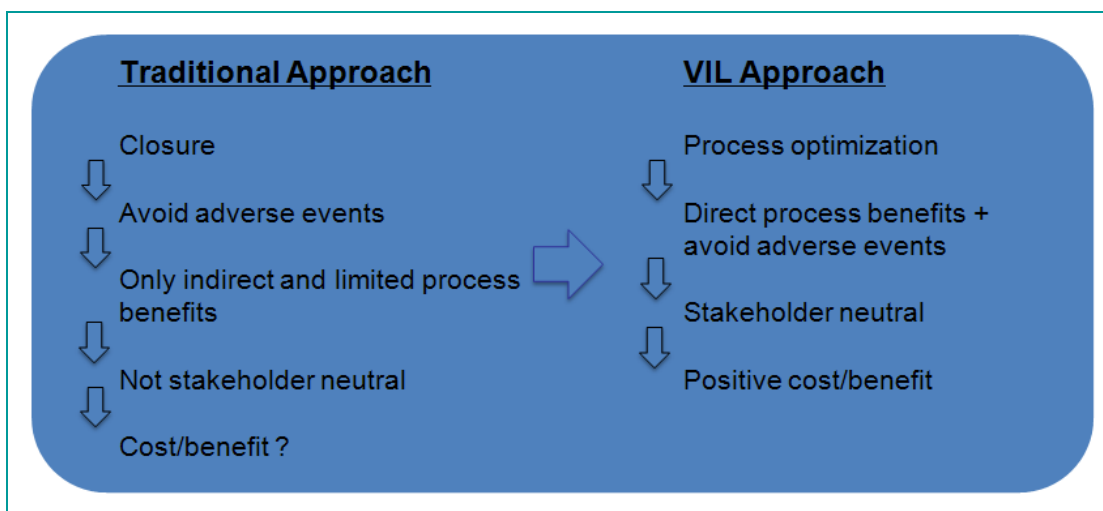 Traditional Approach
Closure
Avoid adverse events
Only indirect and limited process
benefits
Not stakeholder neutral
Cost/benefit ?
VIL Approach
Process optimization
Direct process benefits +
avoid adverse events
Stakeholder neutral
Positive cost/benefit